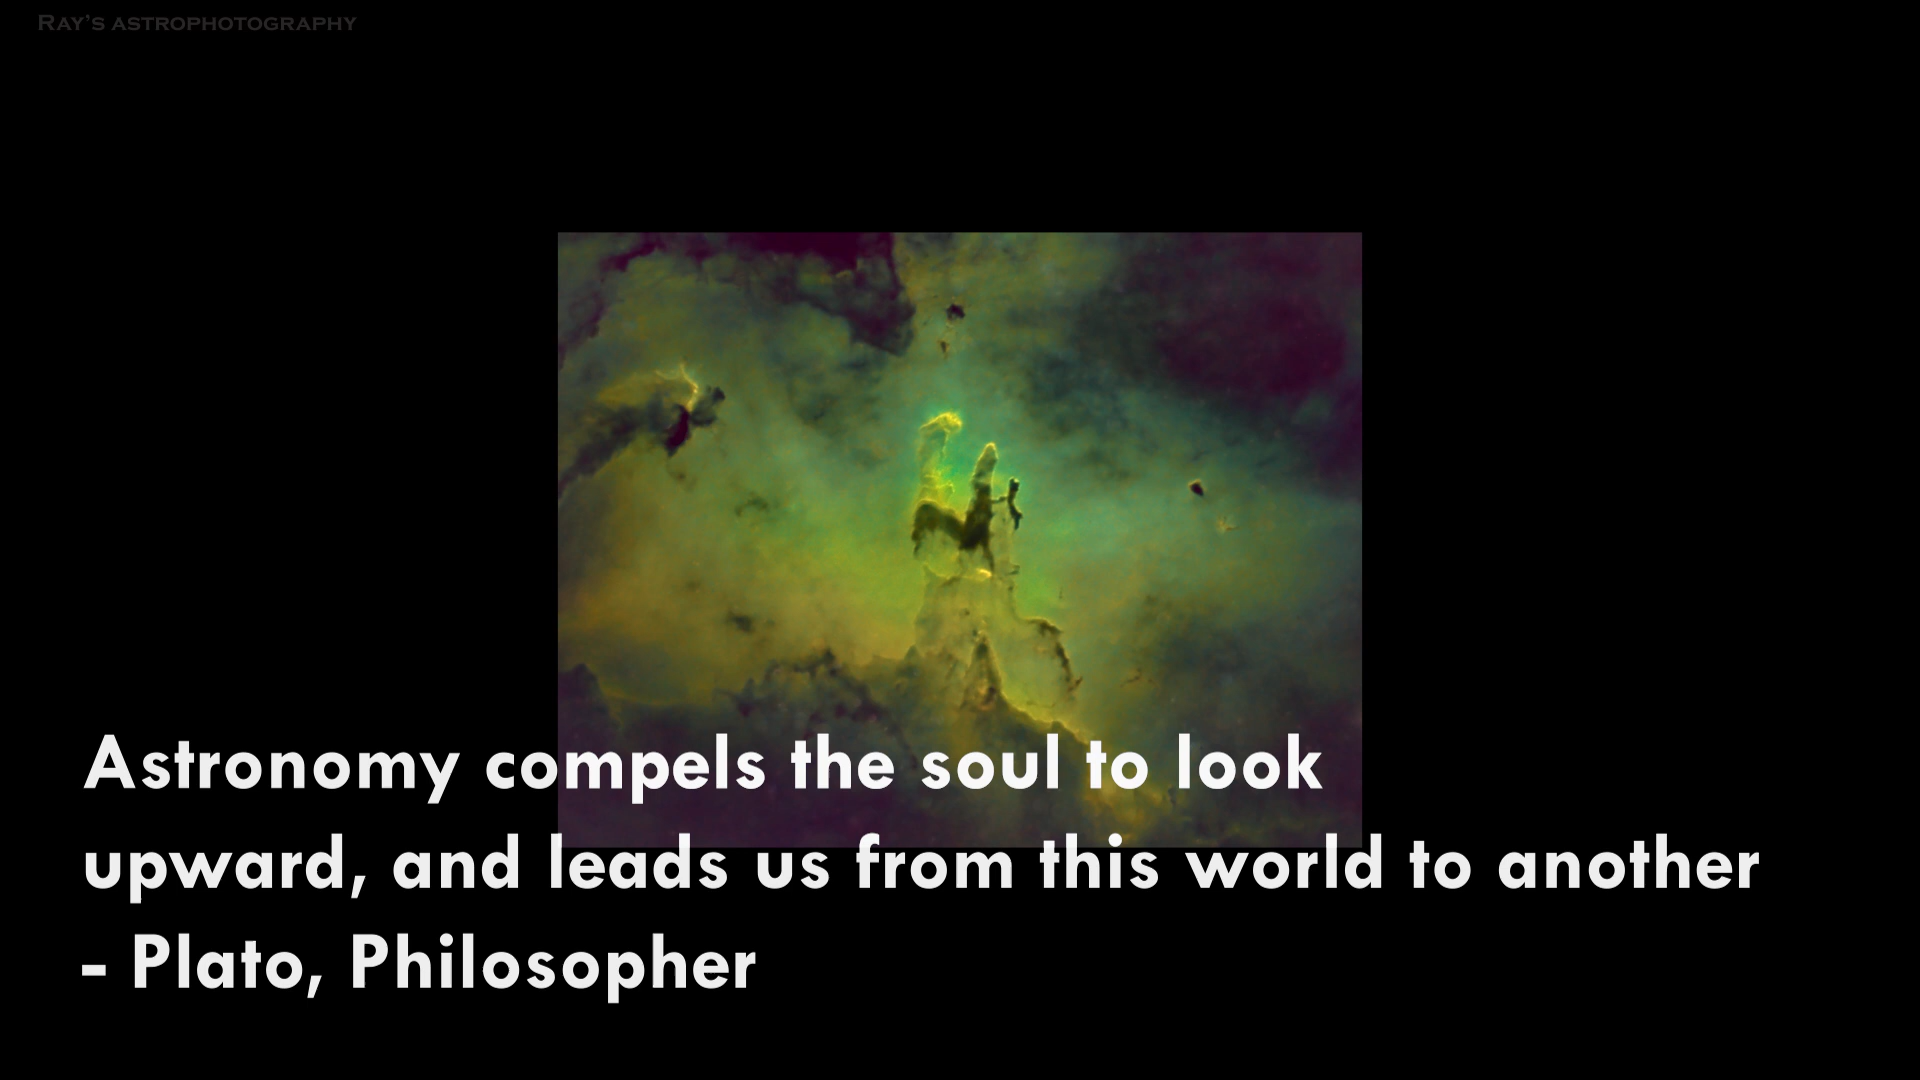 Ray's astrophotography
Astronomy compels the soul to look
upward, and leads us from this world to another
- Plato, Philosopher